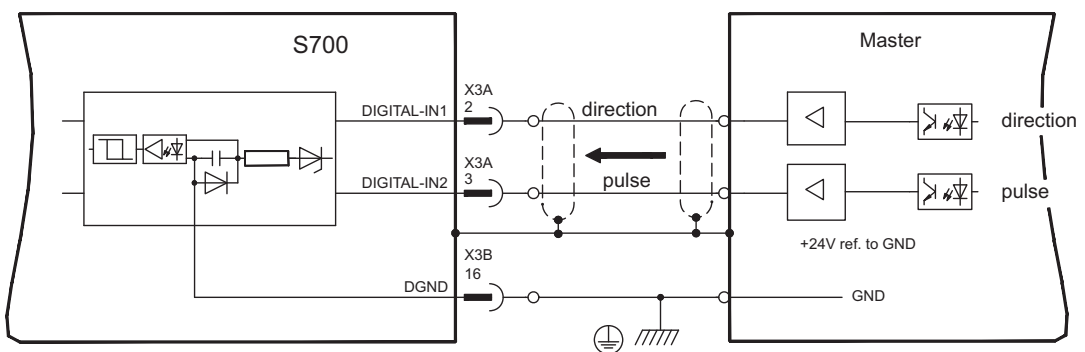 S700
Master
X3A
2
DIGITAL-IN1
direction
direction
X3A
3
DIGITAL-IN2
pulse
pulse
+24V ref. to GND
X3B
16
DGND
GND